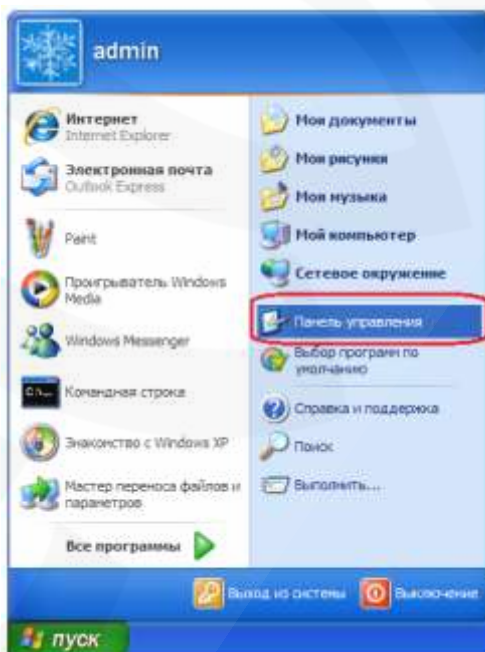 admin
Интернет
Internet Explorer
Электронная почта
Outlook Express
Paint
Проигрыватель Windows
Media
Windows Messenger
Командная строка
Знакомство с Windows XP
Мастер переноса файлов и
параметров
Все программы
Мои документы
Мои рисунки
Моя музыка
Мой компьютер
Сетевое окружение
Панель управления
Выбор программ по
умолчанию
Справка и поддержка
Поиск
Выполнить...
Выход из системы
Выключение
пуск